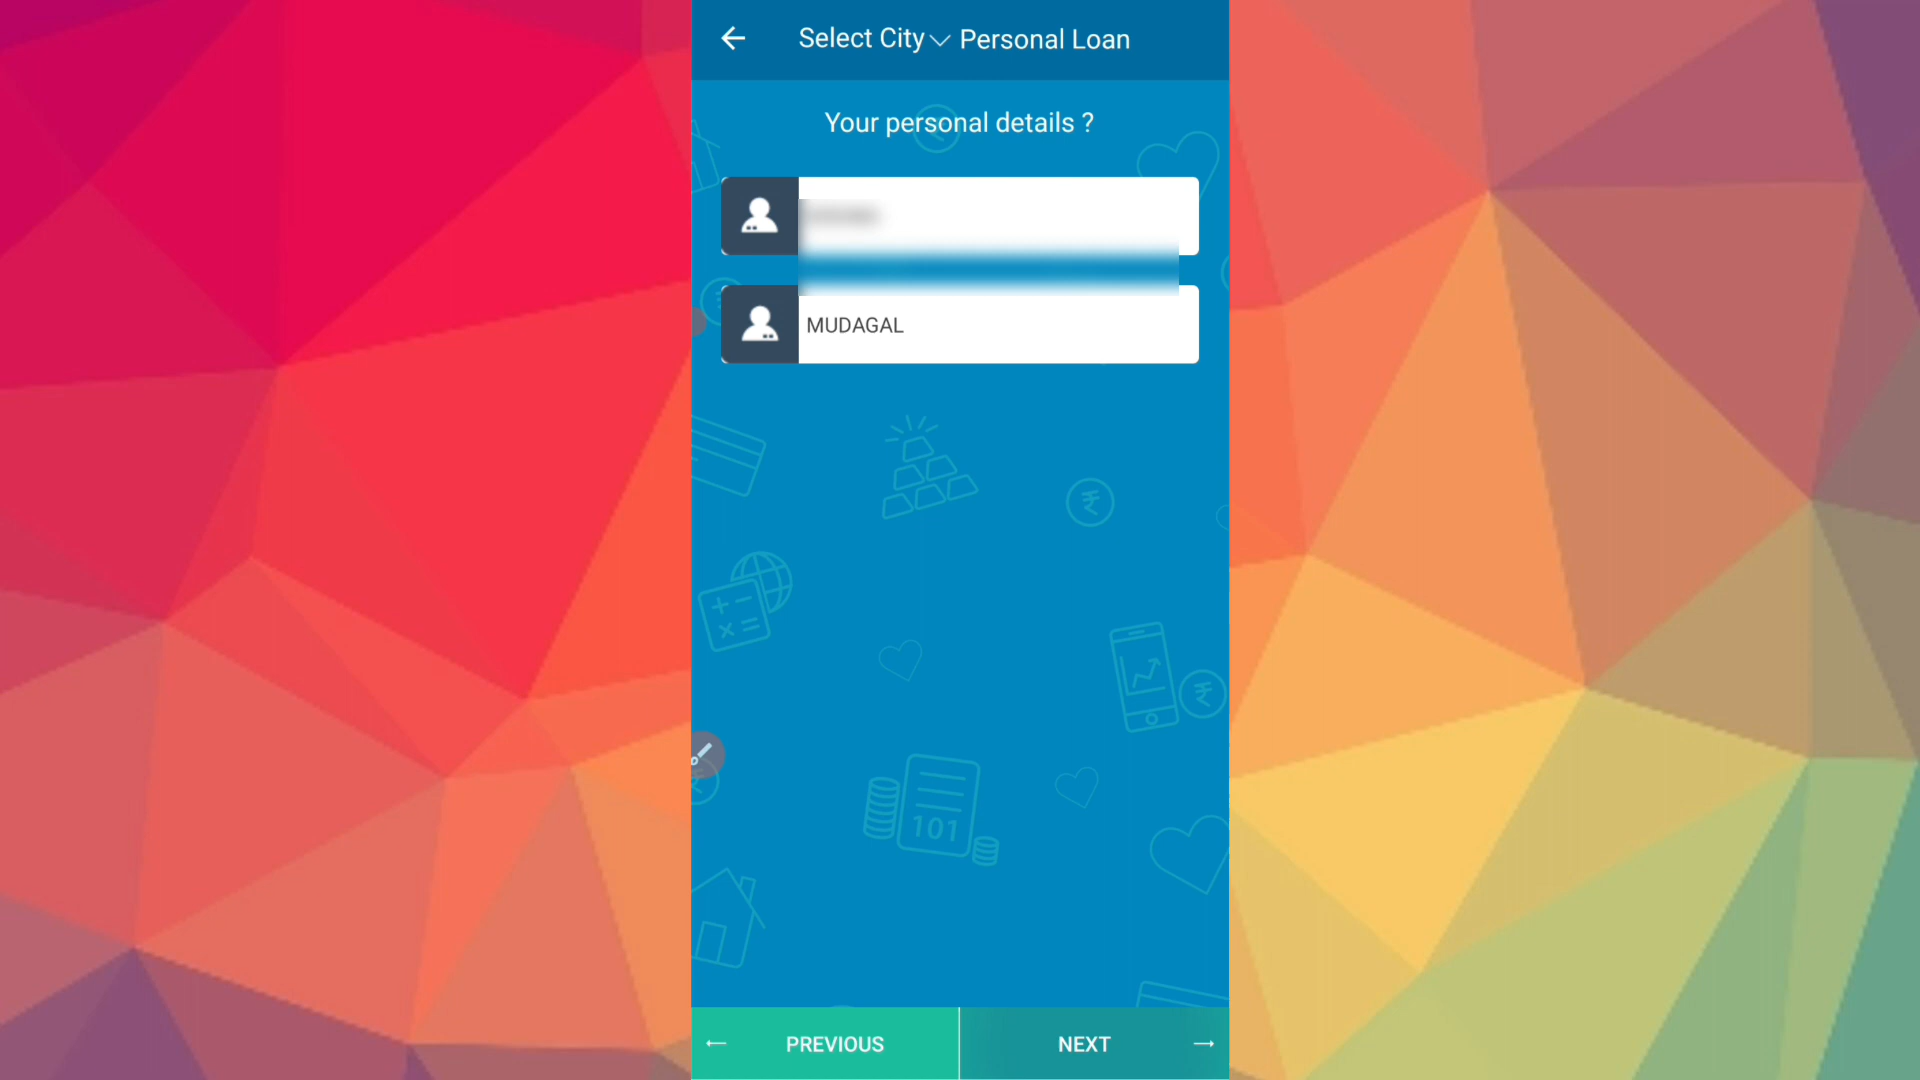 Select City Personal Loan
Your personal details ?
MUDAGAL
101
PREVIOUS
NEXT